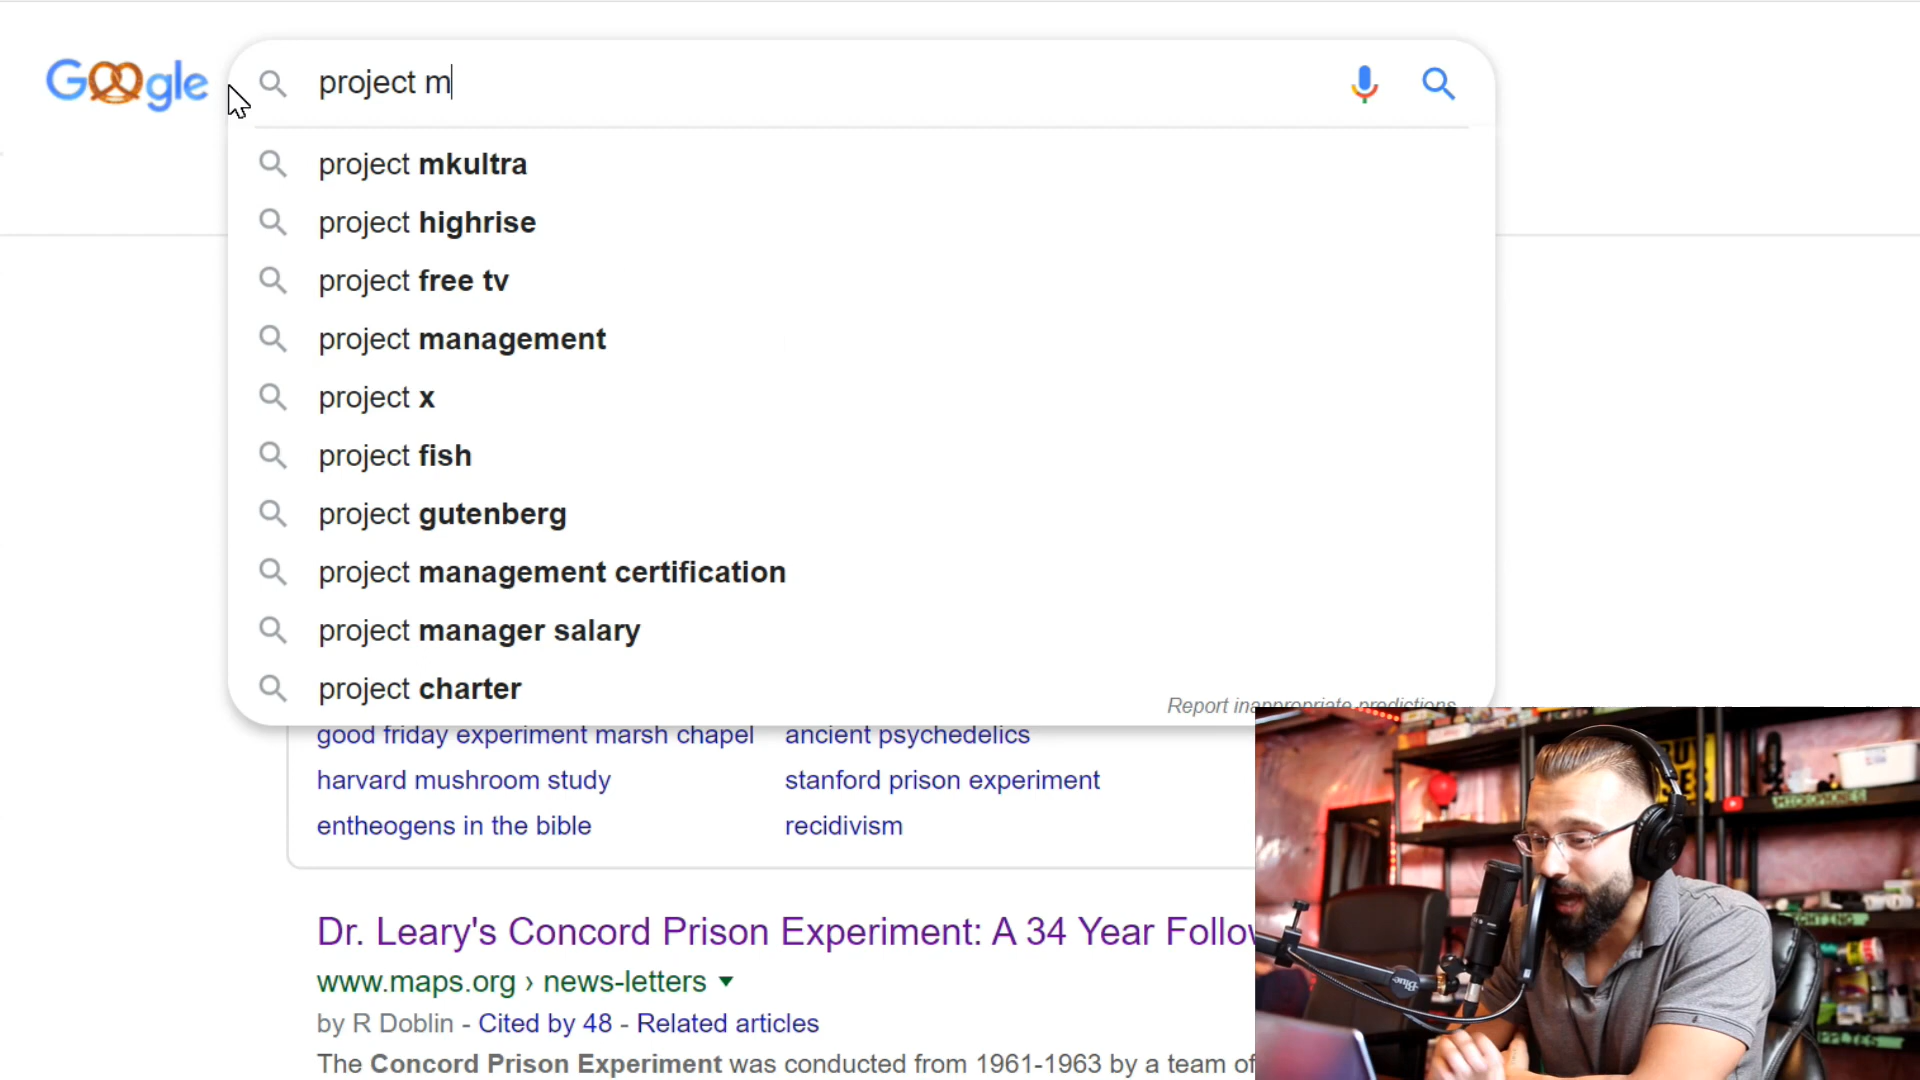 Google
project m
project mkultra
project highrise
project free tv
project management
project x
project fish
project gutenberg
project management certification
project manager salary
project charter
Report inappropriate predictions
good friday experiment marsh chapel
ancient psychedelics
harvard mushroom study
stanford prison experiment
entheogens in the bible
recidivism
Dr. Leary's Concord Prison Experiment: A 34 Year Follow
www.maps.org › news-letters
by R Doblin - Cited by 48 - Related articles
The Concord Prison Experiment was conducted from 1961-1963 by a team of
MICROPHONES
LIGHTING
Blue